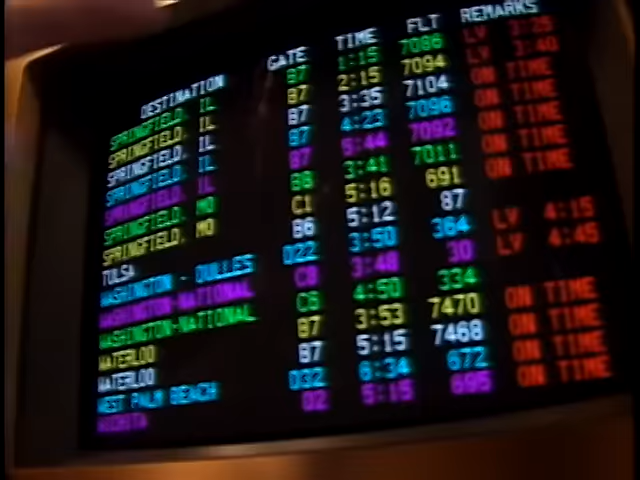 DESTINATION GATE TIME FLT REMARKS
SPRINGFIELD, IL B7 1:15 7086 LV 3:25
SPRINGFIELD, IL B7 2:15 7094 LV 3:40
SPRINGFIELD, IL B7 3:35 7104 ON TIME
SPRINGFIELD, IL B7 4:23 7096 ON TIME
SPRINGFIELD, IL B7 5:44 7092 ON TIME
SPRINGFIELD, MO B8 3:41 7011 ON TIME
SPRINGFIELD, MO C1 5:16 691 ON TIME
TULSA B6 5:12 87
WASHINGTON - DULLES D22 3:50 364 LV 4:15
WASHINGTON-NATIONAL C8 3:48 30 LV 4:45
WASHINGTON-NATIONAL C6 4:50 334
WATERLOO B7 3:53 7470 ON TIME
WATERLOO B7 5:15 7468 ON TIME
WEST PALM BEACH D32 6:34 672 ON TIME
WICHITA D2 5:15 695 ON TIME